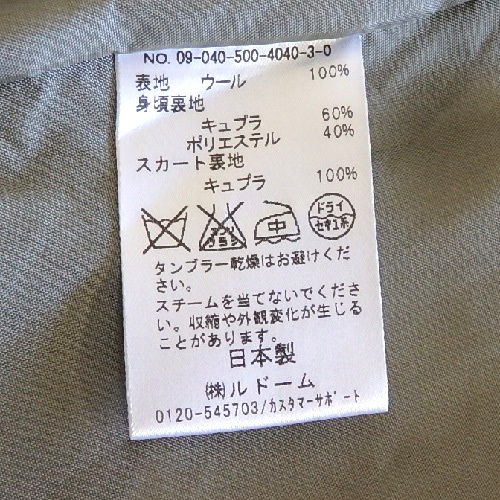 NO. 09-040-500-4040-3-0
表地 ウール 100%
身頃裏地
キュプラ 60%
ポリエステル 40%
スカート裏地
キュプラ 100%
中 ドライ
セキユ系
タンブラー乾燥はお避けくだ
さい。
スチームを当てないでくださ
い。収縮や外観変化が生じる
ことがあります。
日本製
㈱ルドーム
0120-545703/カスタマーサポート